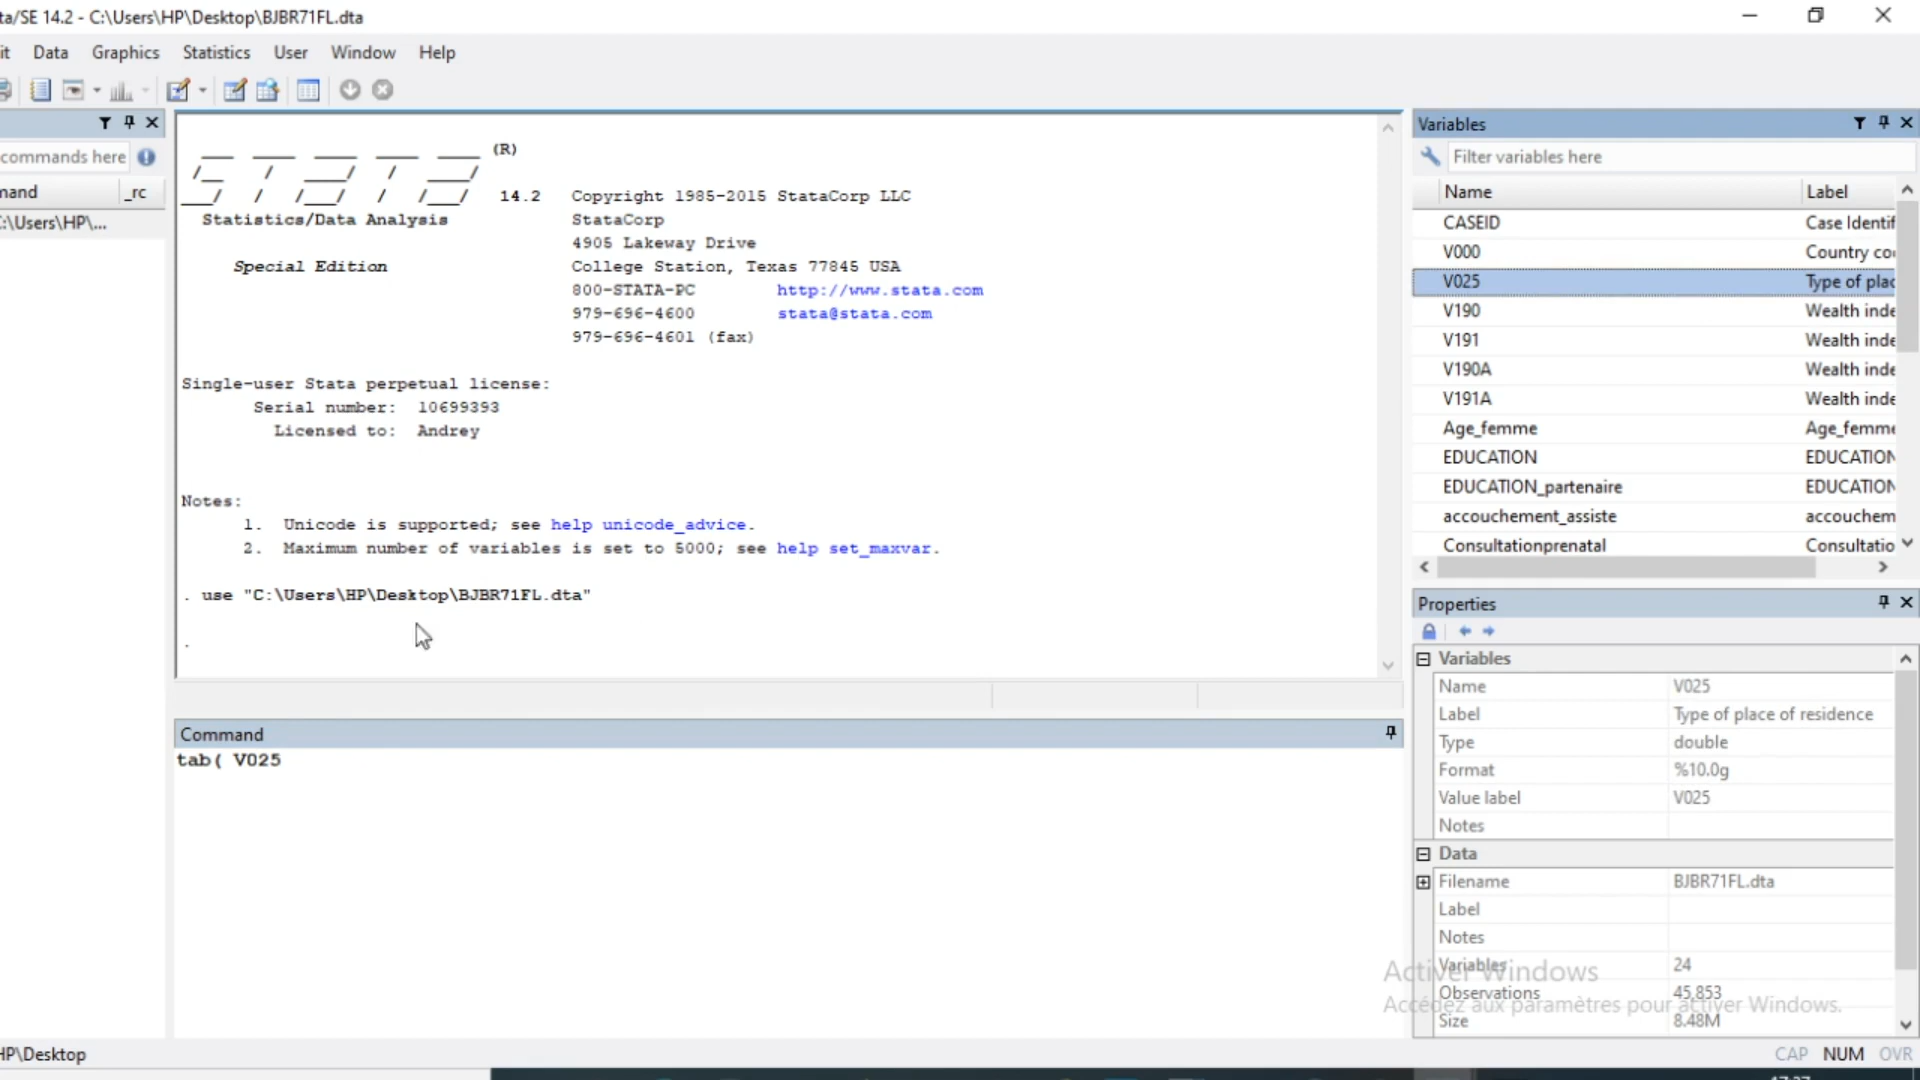 ta/SE 14.2 - C:\Users\HP\Desktop\BJBR71FL.dta
it Data Graphics Statistics User Window Help
commands here
mand _rc
:\Users\HP\...
(R)
STATA
14.2 Copyright 1985-2015 StataCorp LLC
Statistics/Data Analysis StataCorp
4905 Lakeway Drive
Special Edition College Station, Texas 77845 USA
800-STATA-PC http://www.stata.com
979-696-4600 stata@stata.com
979-696-4601 (fax)
Single-user Stata perpetual license:
Serial number: 10699393
Licensed to: Andrey
Notes:
1. Unicode is supported; see help unicode_advice.
2. Maximum number of variables is set to 5000; see help set_maxvar.
. use "C:\Users\HP\Desktop\BJBR71FL.dta"
.
Command
tab( V025
Variables
Filter variables here
Name Label
CASEID Case Identif
V000 Country co
V025 Type of plac
V190 Wealth inde
V191 Wealth inde
V190A Wealth inde
V191A Wealth inde
Age_femme Age_femme
EDUCATION EDUCATION
EDUCATION_partenaire EDUCATION
accouchement_assiste accouchem
Consultationprenatal Consultatio
Properties
Variables
Name V025
Label Type of place of residence
Type double
Format %10.0g
Value label V025
Notes
Data
Filename BJBR71FL.dta
Label
Notes
Variables 24
Observations 45,853
Size 8.48M
Activer Windows
Accédez aux paramètres pour activer Windows.
HP\Desktop
CAP NUM OVR